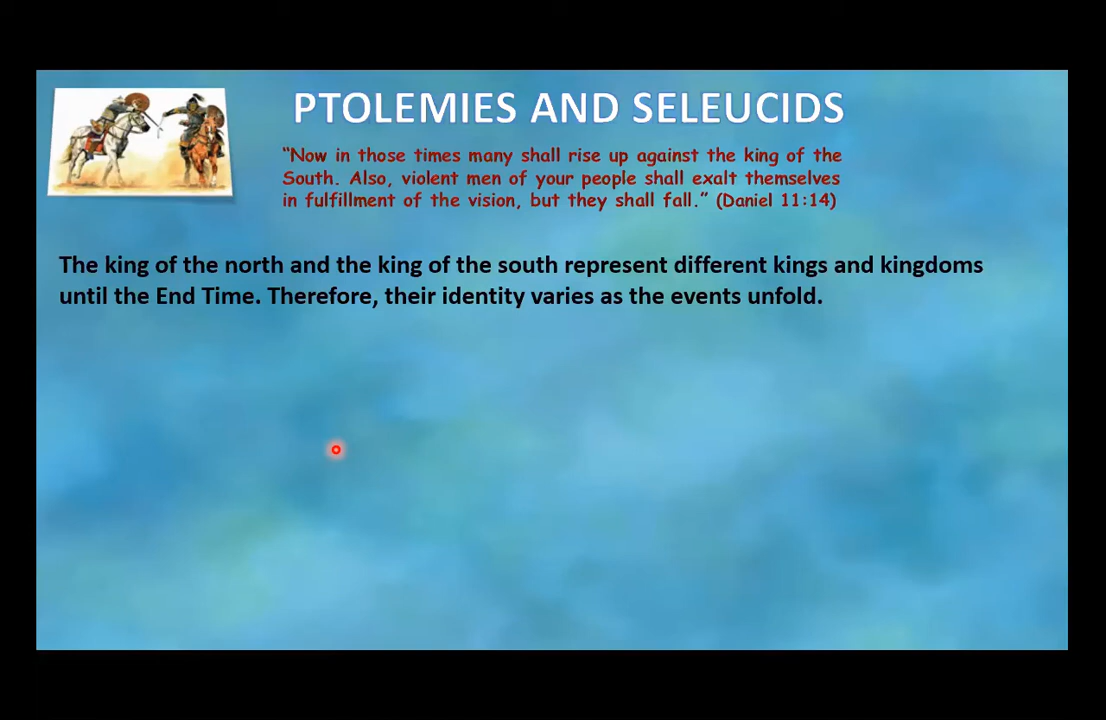 PTOLEMIES AND SELEUCIDS
“Now in those times many shall rise up against the king of the
South. Also, violent men of your people shall exalt themselves
in fulfillment of the vision, but they shall fall.” (Daniel 11:14)
The king of the north and the king of the south represent different kings and kingdoms
until the End Time. Therefore, their identity varies as the events unfold.